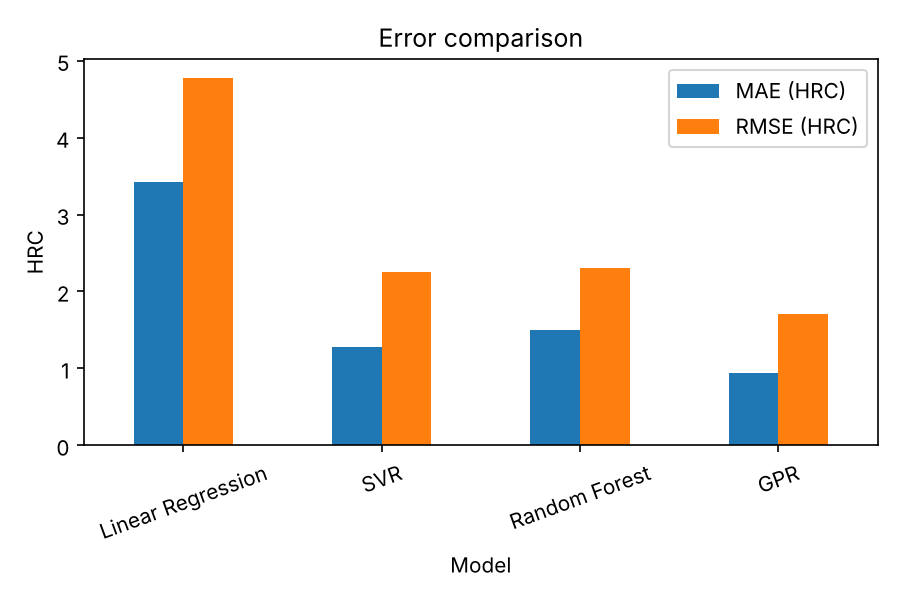 Error comparison
5
4
3
2
1
0
HRC
MAE (HRC)
RMSE (HRC)
Linear Regression
SVR
Random Forest
GPR
Model